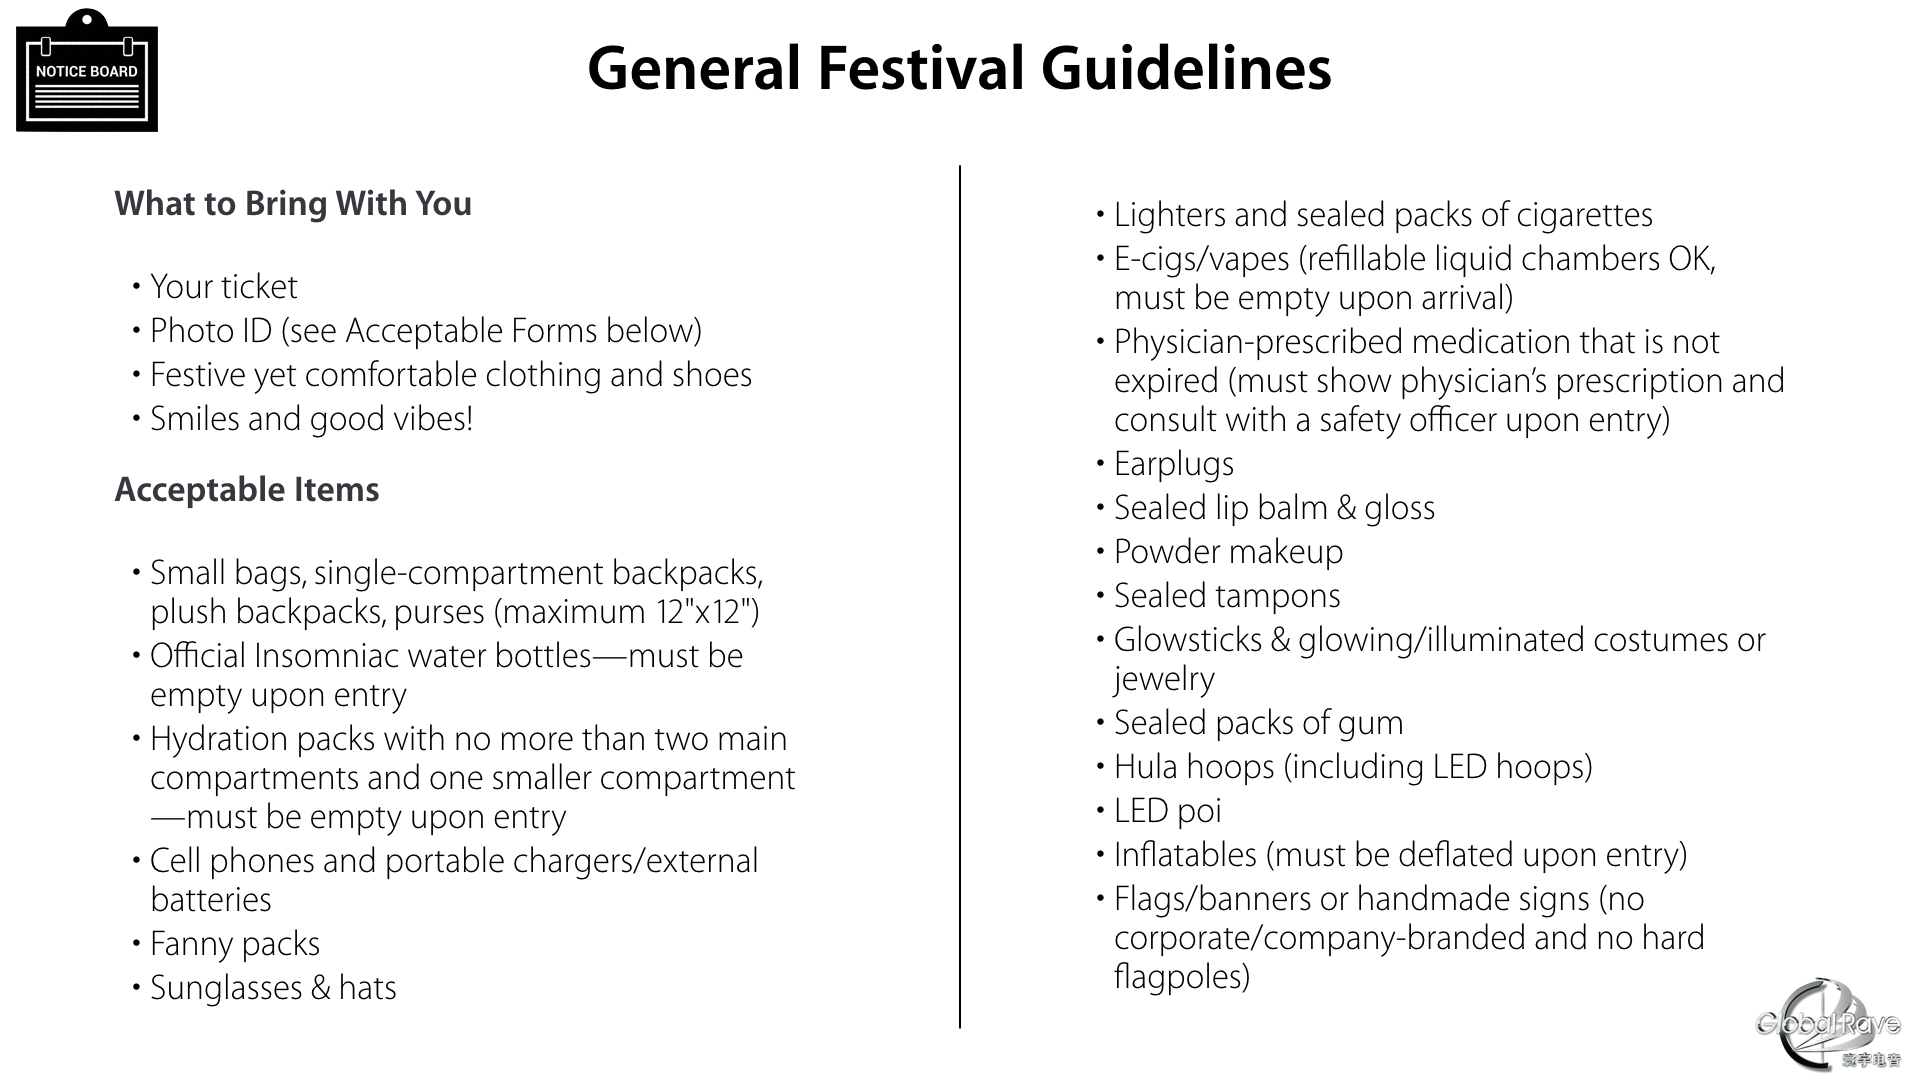 NOTICE BOARD
General Festival Guidelines
What to Bring With You
• Your ticket
• Photo ID (see Acceptable Forms below)
• Festive yet comfortable clothing and shoes
• Smiles and good vibes!
Acceptable Items
• Small bags, single-compartment backpacks,
plush backpacks, purses (maximum 12"x12")
• Official Insomniac water bottles—must be
empty upon entry
• Hydration packs with no more than two main
compartments and one smaller compartment
—must be empty upon entry
• Cell phones and portable chargers/external
batteries
• Fanny packs
• Sunglasses & hats
• Lighters and sealed packs of cigarettes
• E-cigs/vapes (refillable liquid chambers OK,
must be empty upon arrival)
• Physician-prescribed medication that is not
expired (must show physician’s prescription and
consult with a safety officer upon entry)
• Earplugs
• Sealed lip balm & gloss
• Powder makeup
• Sealed tampons
• Glowsticks & glowing/illuminated costumes or
jewelry
• Sealed packs of gum
• Hula hoops (including LED hoops)
• LED poi
• Inflatables (must be deflated upon entry)
• Flags/banners or handmade signs (no
corporate/company-branded and no hard
flagpoles)
Global Rave
寰宇电音